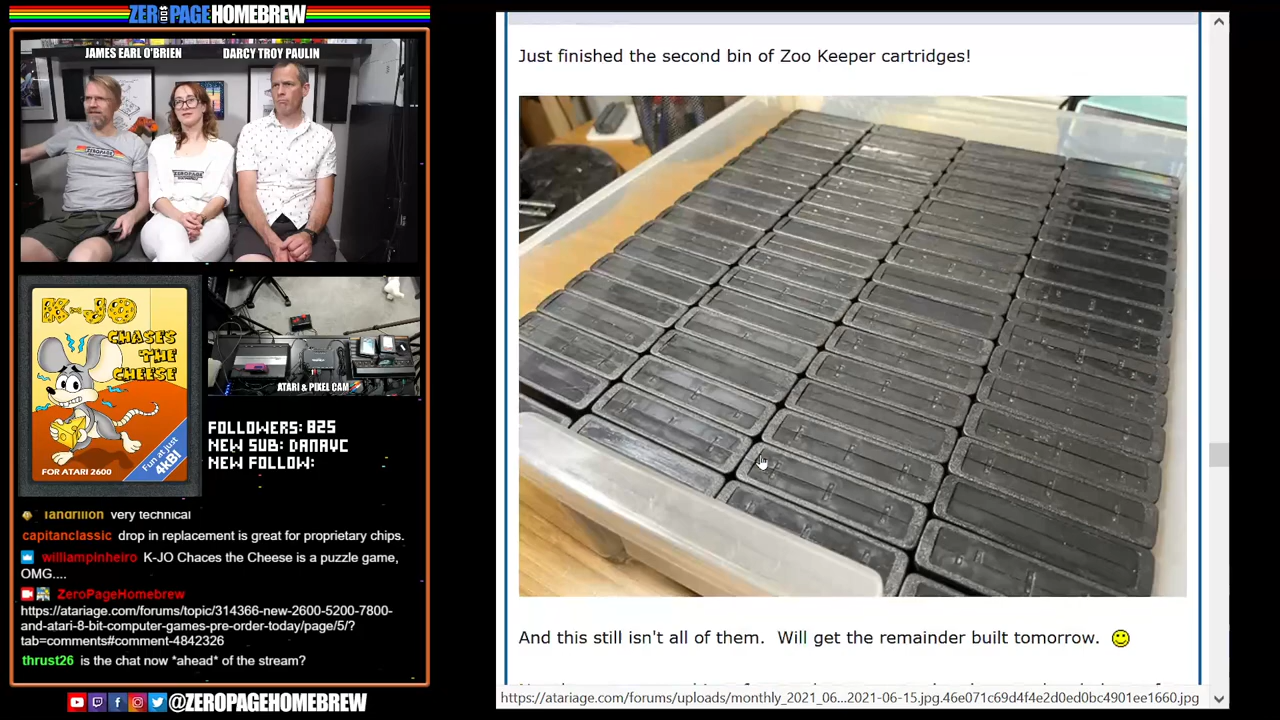 ZEROPAGE HOMEBREW
JAMES EARL O'BRIEN
DARCY TROY PAULIN
ZEROPAGE
ZEROPAGE
K-JO
CHASES
THE
CHEESE
Fun at just
4kB!
FOR ATARI 2600
ATARI & PIXEL CAM
FOLLOWERS: 825
NEW SUB: DANAYC
NEW FOLLOW:
fandrillon very technical
capitanclassic drop in replacement is great for proprietary chips.
williampinheiro K-JO Chaces the Cheese is a puzzle game,
OMG....
ZeroPageHomebrew
https://atariage.com/forums/topic/314366-new-2600-5200-7800-
and-atari-8-bit-computer-games-pre-order-today/page/5/?
tab=comments#comment-4842326
thrust26 is the chat now *ahead* of the stream?
@ZEROPAGEHOMEBREW
Just finished the second bin of Zoo Keeper cartridges!
And this still isn't all of them. Will get the remainder built tomorrow.
https://atariage.com/forums/uploads/monthly_2021_06...2021-06-15.jpg.46e071c69d4f4e2d0ed0bc4901ee1660.jpg